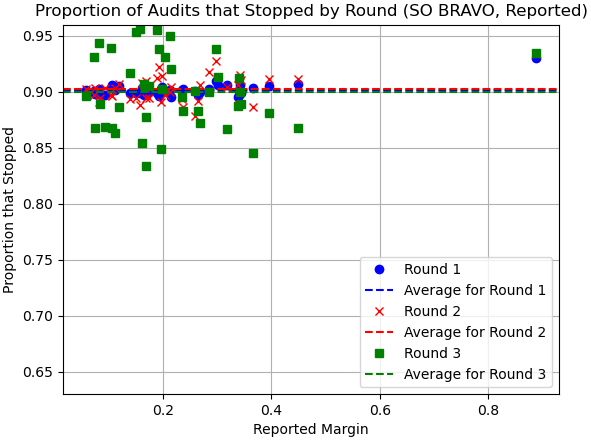 Proportion of Audits that Stopped by Round (SO BRAVO, Reported)
Proportion that Stopped
0.95
0.90
0.85
0.80
0.75
0.70
0.65
Round 1
Average for Round 1
Round 2
Average for Round 2
Round 3
Average for Round 3
0.2
0.4
0.6
0.8
Reported Margin